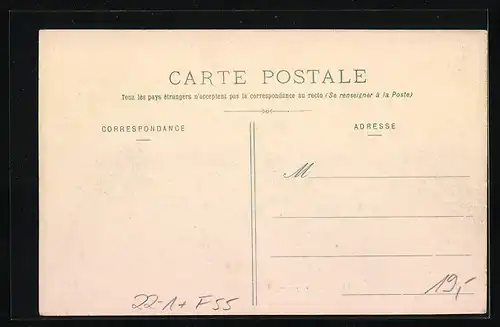 CARTE POSTALE
Tous les pays étrangers n'acceptent pas la correspondance au recto (Se renseigner à la Poste)
CORRESPONDANCE
ADRESSE
M
22-1+ F55
19,-